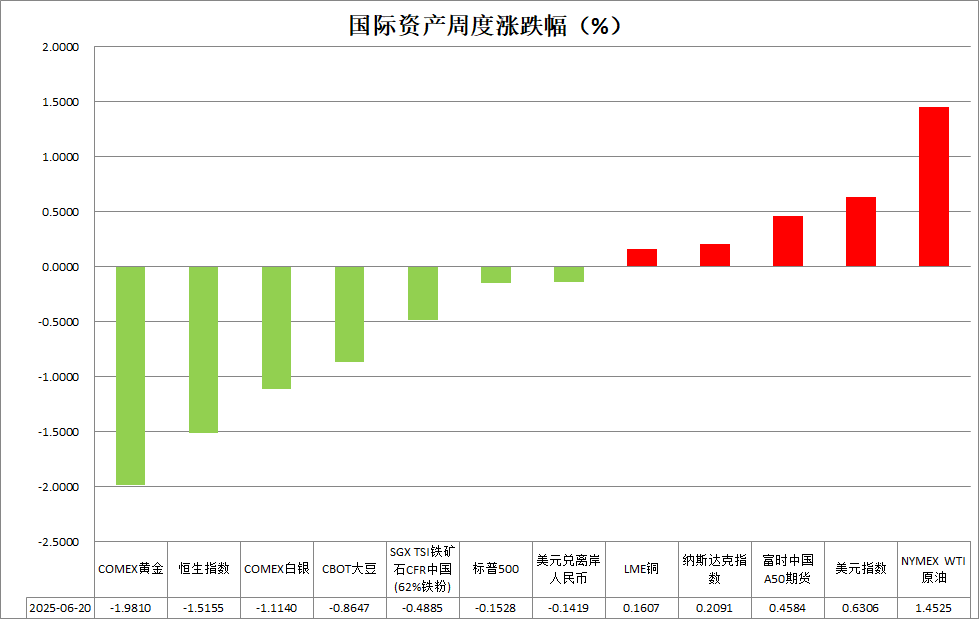 国际资产周度涨跌幅（%）
2.0000
1.5000
1.0000
0.5000
0.0000
-0.5000
-1.0000
-1.5000
-2.0000
-2.5000
COMEX黄金
恒生指数
COMEX白银
CBOT大豆
SGX TSI铁矿
石CFR中国
(62%铁粉)
标普500
美元兑离岸
人民币
LME铜
纳斯达克指
数
富时中国
A50期货
美元指数
NYMEX WTI
原油
2025-06-20 -1.9810 -1.5155 -1.1140 -0.8647 -0.4885 -0.1528 -0.1419 0.1607 0.2091 0.4584 0.6306 1.4525